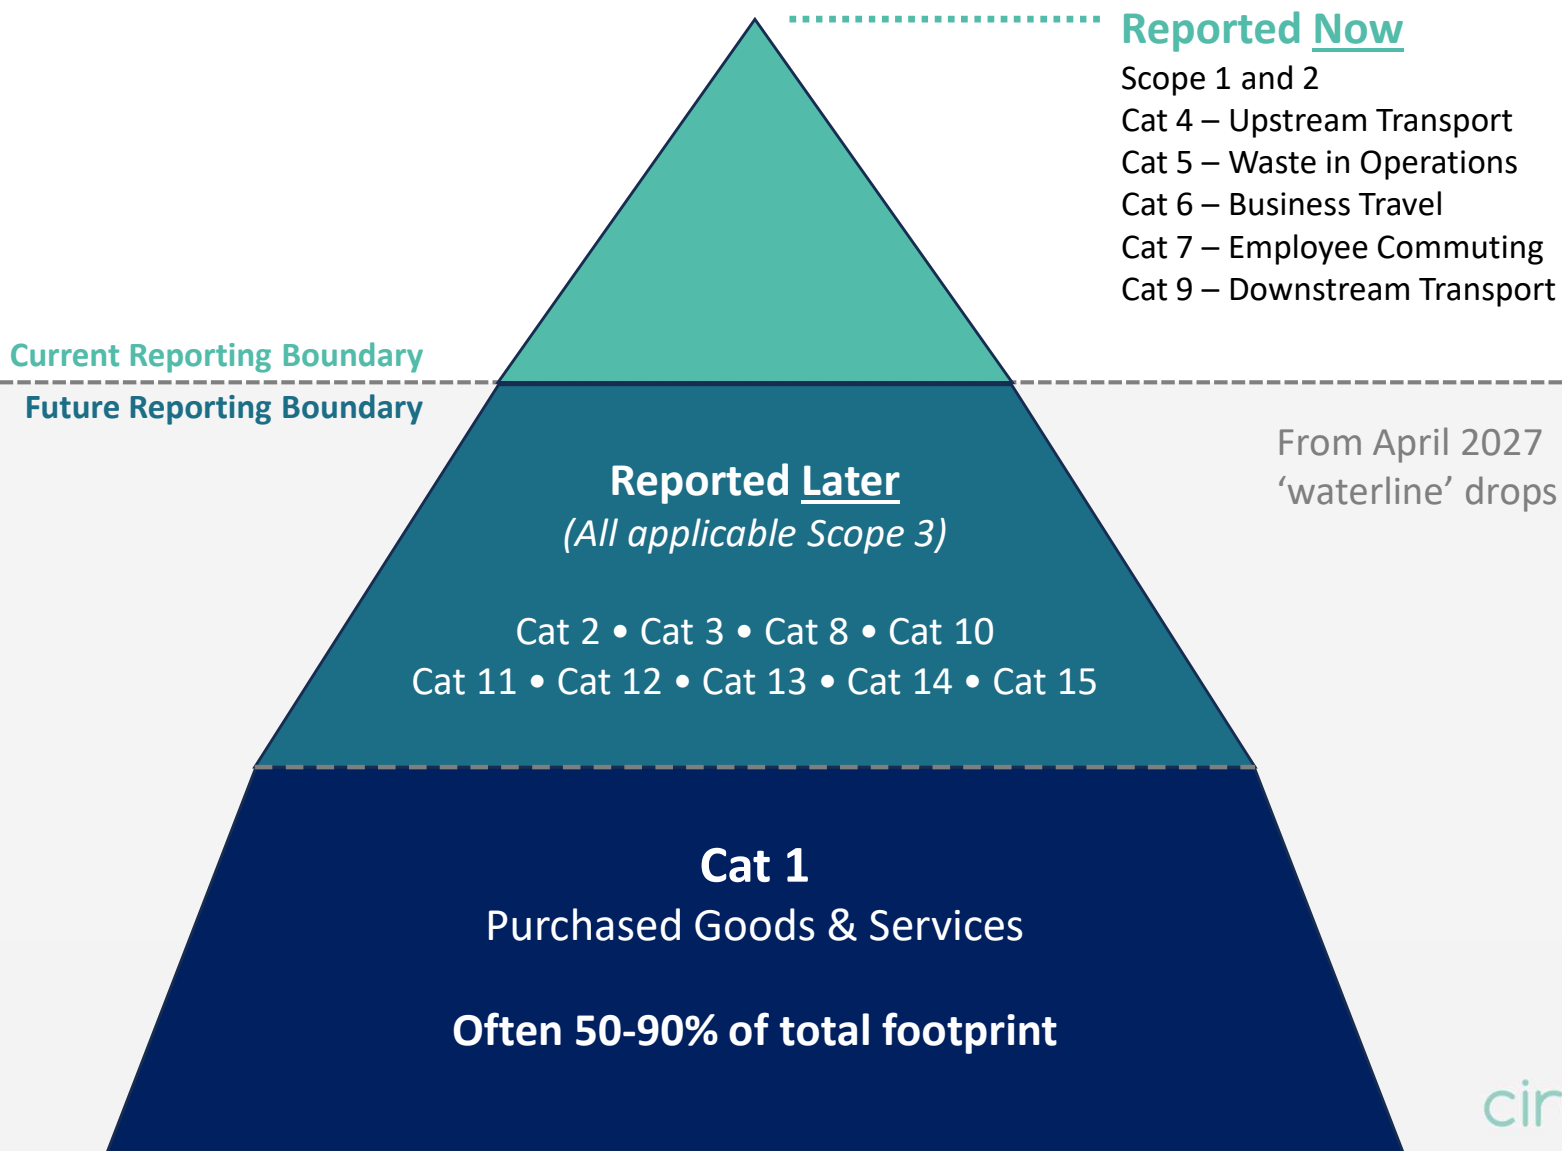 Reported Now
Scope 1 and 2
Cat 4 – Upstream Transport
Cat 5 – Waste in Operations
Cat 6 – Business Travel
Cat 7 – Employee Commuting
Cat 9 – Downstream Transport
Current Reporting Boundary
Future Reporting Boundary
From April 2027
‘waterline’ drops
Reported Later
(All applicable Scope 3)
Cat 2 • Cat 3 • Cat 8 • Cat 10
Cat 11 • Cat 12 • Cat 13 • Cat 14 • Cat 15
Cat 1
Purchased Goods & Services
Often 50-90% of total footprint